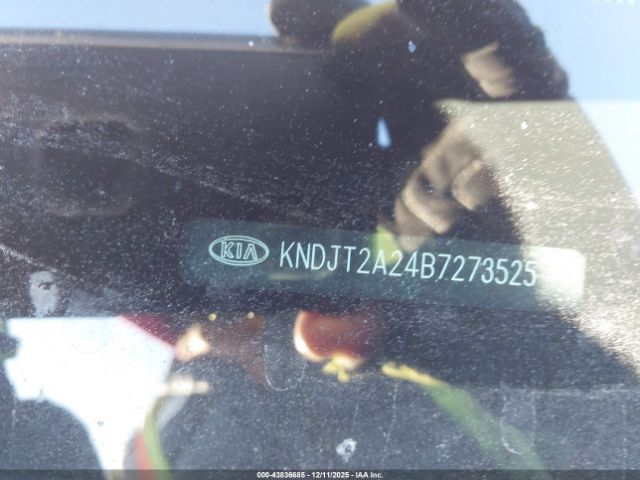 KIA KNDJT2A24B7273525
000-43836685 - 12/11/2025 - IAA Inc.